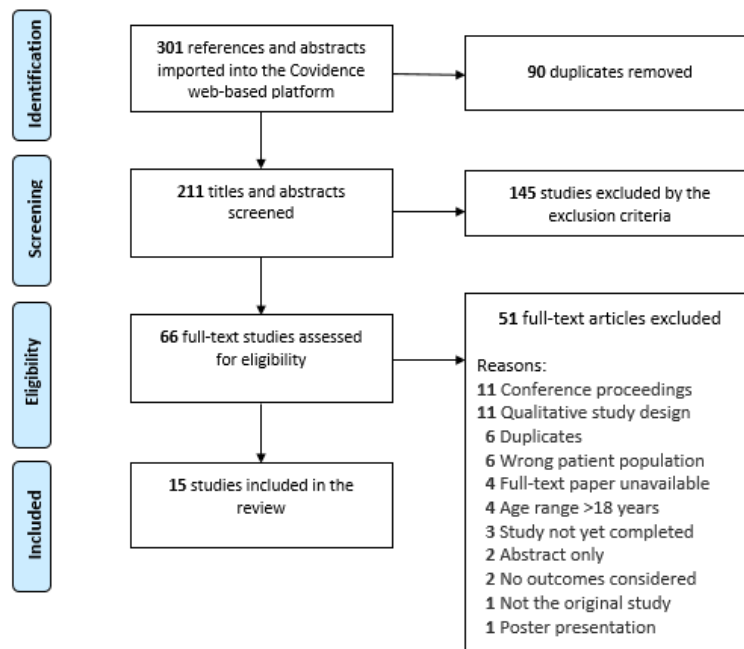 Identification
301 references and abstracts
imported into the Covidence
web-based platform
90 duplicates removed
Screening
211 titles and abstracts
screened
145 studies excluded by the
exclusion criteria
Eligibility
66 full-text studies assessed
for eligibility
51 full-text articles excluded
Reasons:
11 Conference proceedings
11 Qualitative study design
6 Duplicates
6 Wrong patient population
4 Full-text paper unavailable
4 Age range >18 years
3 Study not yet completed
2 Abstract only
2 No outcomes considered
1 Not the original study
1 Poster presentation
Included
15 studies included in the
review